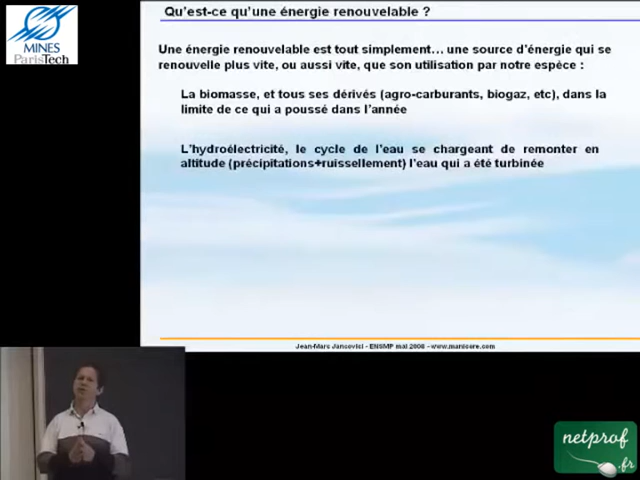 MINES
ParisTech
Qu'est-ce qu'une énergie renouvelable ?
Une énergie renouvelable est tout simplement… une source d'énergie qui se
renouvelle plus vite, ou aussi vite, que son utilisation par notre espèce :
La biomasse, et tous ses dérivés (agro-carburants, biogaz, etc), dans la
limite de ce qui a poussé dans l'année
L'hydroélectricité, le cycle de l'eau se chargeant de remonter en
altitude (précipitations+ruissellement) l'eau qui a été turbinée
Jean-Marc Jancovici - ENSMP mai 2008 - www.manicore.com
netprof
.fr